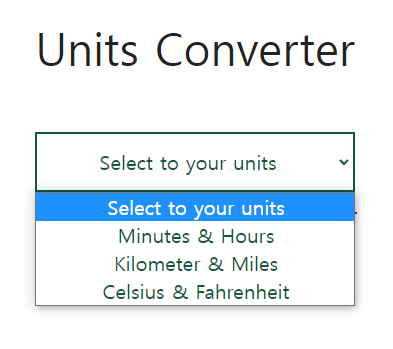 Units Converter
Select to your units
Select to your units
Minutes & Hours
Kilometer & Miles
Celsius & Fahrenheit